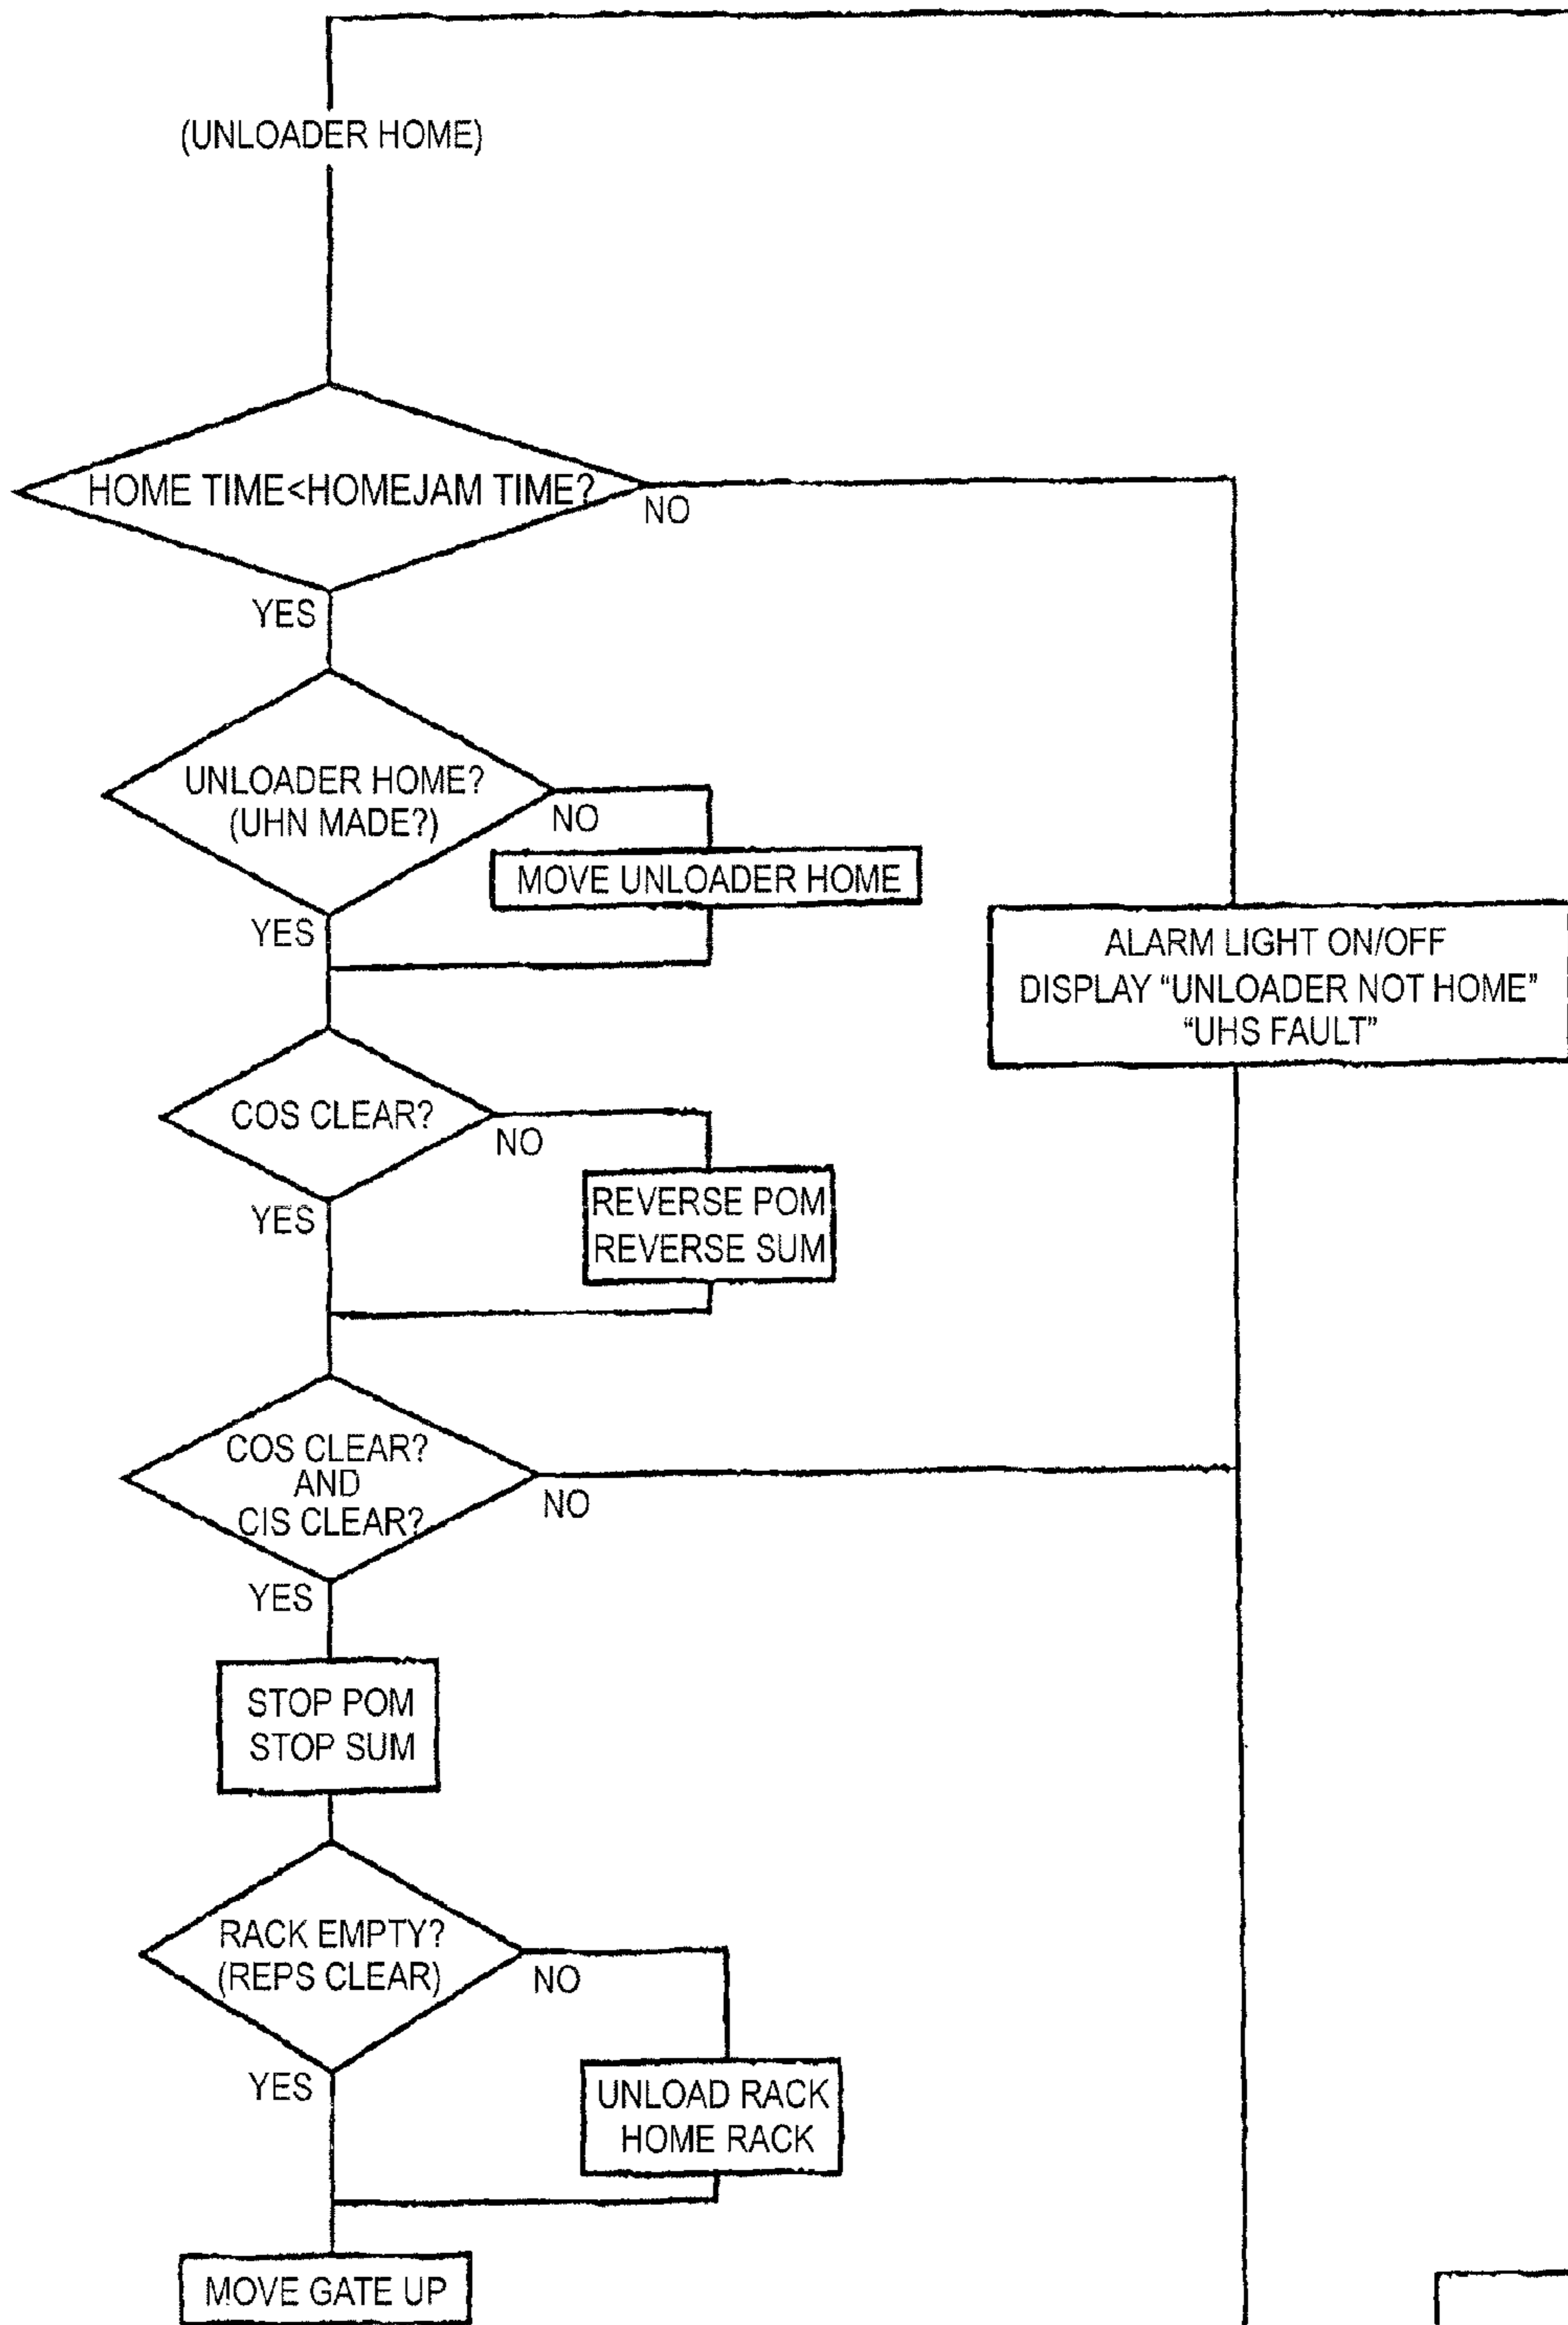 (UNLOADER HOME)
HOME TIME<HOMEJAM TIME?
NO
YES
UNLOADER HOME?
(UHN MADE?)
NO
MOVE UNLOADER HOME
YES
ALARM LIGHT ON/OFF
DISPLAY “UNLOADER NOT HOME”
“UHS FAULT”
COS CLEAR?
NO
REVERSE POM
REVERSE SUM
YES
COS CLEAR?
AND
CIS CLEAR?
NO
YES
STOP POM
STOP SUM
RACK EMPTY?
(REPS CLEAR)
NO
YES
UNLOAD RACK
HOME RACK
MOVE GATE UP